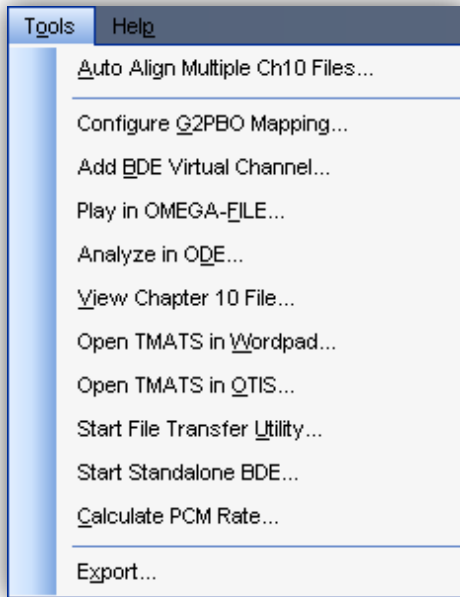 Tools Help
Auto Align Multiple Ch10 Files...
Configure G2PBO Mapping...
Add BDE Virtual Channel...
Play in OMEGA-FILE...
Analyze in ODE...
View Chapter 10 File...
Open TMATS in Wordpad...
Open TMATS in OTIS...
Start File Transfer Utility...
Start Standalone BDE...
Calculate PCM Rate...
Export...